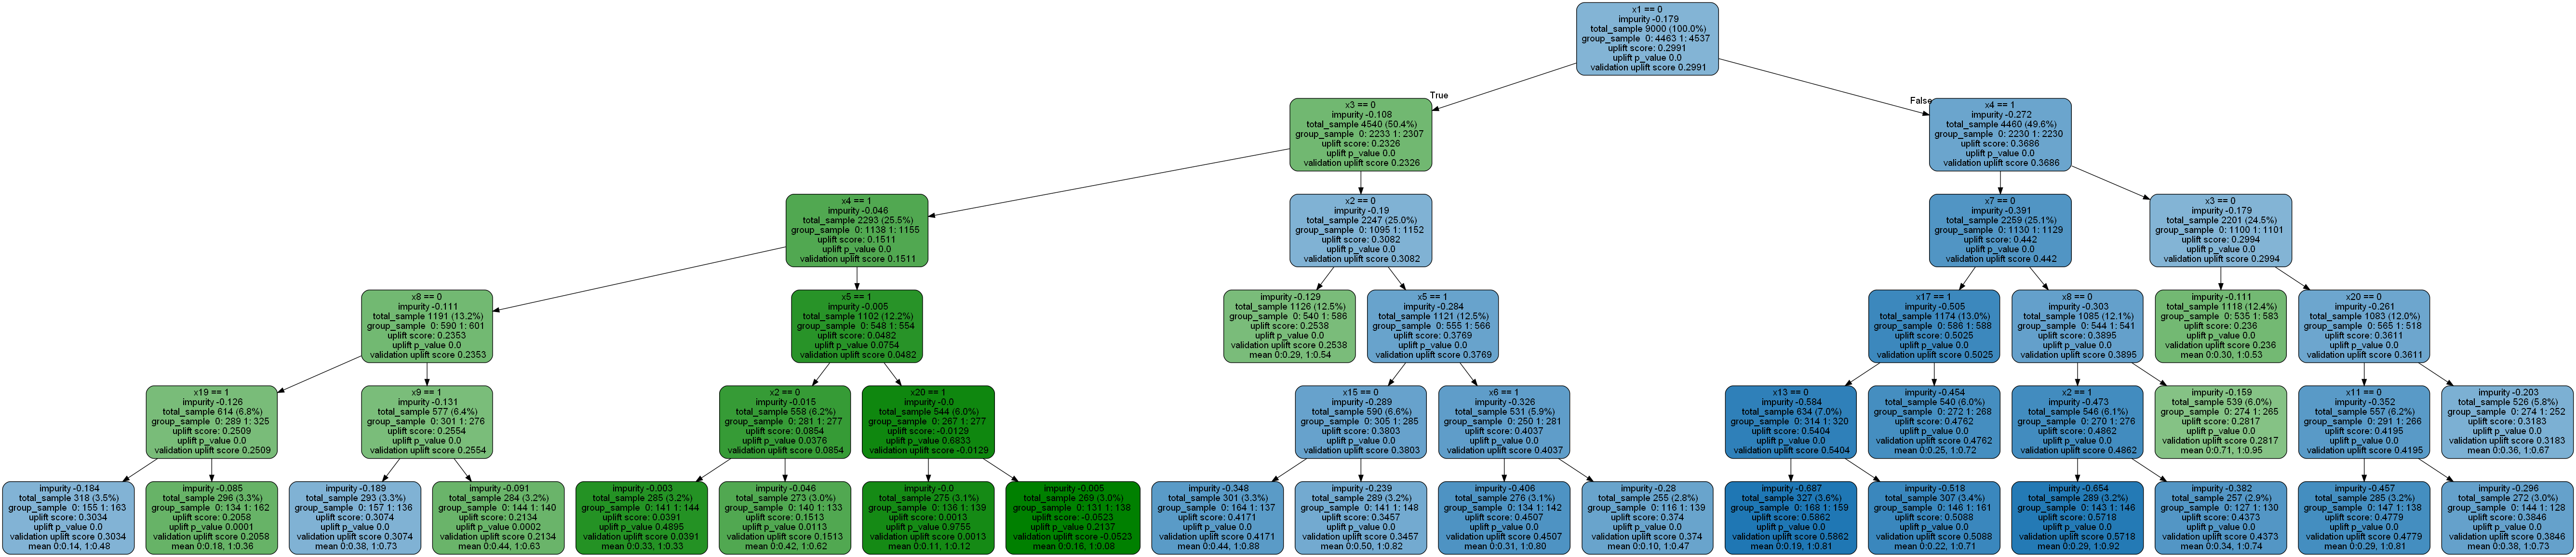 x1 == 0
impurity -0.179
total_sample 9000 (100.0%)
group_sample 0: 4463 1: 4537
uplift score: 0.2991
uplift p_value 0.0
validation uplift score 0.2991
True
False
x3 == 0
impurity -0.108
total_sample 4540 (50.4%)
group_sample 0: 2233 1: 2307
uplift score: 0.2326
uplift p_value 0.0
validation uplift score 0.2326
x4 == 1
impurity -0.272
total_sample 4460 (49.6%)
group_sample 0: 2230 1: 2230
uplift score: 0.3686
uplift p_value 0.0
validation uplift score 0.3686
x4 == 1
impurity -0.046
total_sample 2293 (25.5%)
group_sample 0: 1138 1: 1155
uplift score: 0.1511
uplift p_value 0.0
validation uplift score 0.1511
x2 == 0
impurity -0.19
total_sample 2247 (25.0%)
group_sample 0: 1095 1: 1152
uplift score: 0.3082
uplift p_value 0.0
validation uplift score 0.3082
x7 == 0
impurity -0.391
total_sample 2259 (25.1%)
group_sample 0: 1130 1: 1129
uplift score: 0.442
uplift p_value 0.0
validation uplift score 0.442
x3 == 0
impurity -0.179
total_sample 2201 (24.5%)
group_sample 0: 1100 1: 1101
uplift score: 0.2994
uplift p_value 0.0
validation uplift score 0.2994
x8 == 0
impurity -0.111
total_sample 1191 (13.2%)
group_sample 0: 590 1: 601
uplift score: 0.2353
uplift p_value 0.0
validation uplift score 0.2353
x5 == 1
impurity -0.005
total_sample 1102 (12.2%)
group_sample 0: 548 1: 554
uplift score: 0.0482
uplift p_value 0.0754
validation uplift score 0.0482
impurity -0.129
total_sample 1126 (12.5%)
group_sample 0: 540 1: 586
uplift score: 0.2538
uplift p_value 0.0
validation uplift score 0.2538
mean 0:0.29, 1:0.54
x5 == 1
impurity -0.284
total_sample 1121 (12.5%)
group_sample 0: 555 1: 566
uplift score: 0.3769
uplift p_value 0.0
validation uplift score 0.3769
x17 == 1
impurity -0.505
total_sample 1174 (13.0%)
group_sample 0: 586 1: 588
uplift score: 0.5025
uplift p_value 0.0
validation uplift score 0.5025
x8 == 0
impurity -0.303
total_sample 1085 (12.1%)
group_sample 0: 544 1: 541
uplift score: 0.3895
uplift p_value 0.0
validation uplift score 0.3895
impurity -0.111
total_sample 1118 (12.4%)
group_sample 0: 535 1: 583
uplift score: 0.236
uplift p_value 0.0
validation uplift score 0.236
mean 0:0.30, 1:0.53
x20 == 0
impurity -0.261
total_sample 1083 (12.0%)
group_sample 0: 565 1: 518
uplift score: 0.3611
uplift p_value 0.0
validation uplift score 0.3611
x19 == 1
impurity -0.126
total_sample 614 (6.8%)
group_sample 0: 289 1: 325
uplift score: 0.2509
uplift p_value 0.0
validation uplift score 0.2509
x9 == 1
impurity -0.131
total_sample 577 (6.4%)
group_sample 0: 301 1: 276
uplift score: 0.2554
uplift p_value 0.0
validation uplift score 0.2554
x2 == 0
impurity -0.015
total_sample 558 (6.2%)
group_sample 0: 281 1: 277
uplift score: 0.0854
uplift p_value 0.0376
validation uplift score 0.0854
x20 == 1
impurity -0.0
total_sample 544 (6.0%)
group_sample 0: 267 1: 277
uplift score: -0.0129
uplift p_value 0.6833
validation uplift score -0.0129
x15 == 0
impurity -0.289
total_sample 590 (6.6%)
group_sample 0: 305 1: 285
uplift score: 0.3803
uplift p_value 0.0
validation uplift score 0.3803
x6 == 1
impurity -0.326
total_sample 531 (5.9%)
group_sample 0: 250 1: 281
uplift score: 0.4037
uplift p_value 0.0
validation uplift score 0.4037
x13 == 0
impurity -0.584
total_sample 634 (7.0%)
group_sample 0: 314 1: 320
uplift score: 0.5404
uplift p_value 0.0
validation uplift score 0.5404
impurity -0.454
total_sample 540 (6.0%)
group_sample 0: 272 1: 268
uplift score: 0.4762
uplift p_value 0.0
validation uplift score 0.4762
mean 0:0.25, 1:0.72
x2 == 1
impurity -0.473
total_sample 546 (6.1%)
group_sample 0: 270 1: 276
uplift score: 0.4862
uplift p_value 0.0
validation uplift score 0.4862
impurity -0.159
total_sample 539 (6.0%)
group_sample 0: 274 1: 265
uplift score: 0.2817
uplift p_value 0.0
validation uplift score 0.2817
mean 0:0.71, 1:0.95
x11 == 0
impurity -0.352
total_sample 557 (6.2%)
group_sample 0: 291 1: 266
uplift score: 0.4195
uplift p_value 0.0
validation uplift score 0.4195
impurity -0.203
total_sample 526 (5.8%)
group_sample 0: 274 1: 252
uplift score: 0.3183
uplift p_value 0.0
validation uplift score 0.3183
mean 0:0.36, 1:0.67
impurity -0.184
total_sample 318 (3.5%)
group_sample 0: 155 1: 163
uplift score: 0.3034
uplift p_value 0.0
validation uplift score 0.3034
mean 0:0.14, 1:0.48
impurity -0.085
total_sample 296 (3.3%)
group_sample 0: 134 1: 162
uplift score: 0.2058
uplift p_value 0.0001
validation uplift score 0.2058
mean 0:0.18, 1:0.36
impurity -0.189
total_sample 293 (3.3%)
group_sample 0: 157 1: 136
uplift score: 0.3074
uplift p_value 0.0
validation uplift score 0.3074
mean 0:0.38, 1:0.73
impurity -0.091
total_sample 284 (3.2%)
group_sample 0: 144 1: 140
uplift score: 0.2134
uplift p_value 0.0002
validation uplift score 0.2134
mean 0:0.44, 1:0.63
impurity -0.003
total_sample 285 (3.2%)
group_sample 0: 141 1: 144
uplift score: 0.0391
uplift p_value 0.4895
validation uplift score 0.0391
mean 0:0.33, 1:0.33
impurity -0.046
total_sample 273 (3.0%)
group_sample 0: 140 1: 133
uplift score: 0.1513
uplift p_value 0.0113
validation uplift score 0.1513
mean 0:0.42, 1:0.62
impurity -0.0
total_sample 275 (3.1%)
group_sample 0: 136 1: 139
uplift score: 0.0013
uplift p_value 0.9755
validation uplift score 0.0013
mean 0:0.11, 1:0.12
impurity -0.005
total_sample 269 (3.0%)
group_sample 0: 131 1: 138
uplift score: -0.0523
uplift p_value 0.2137
validation uplift score -0.0523
mean 0:0.16, 1:0.08
impurity -0.348
total_sample 301 (3.3%)
group_sample 0: 164 1: 137
uplift score: 0.4171
uplift p_value 0.0
validation uplift score 0.4171
mean 0:0.44, 1:0.88
impurity -0.239
total_sample 289 (3.2%)
group_sample 0: 141 1: 148
uplift score: 0.3457
uplift p_value 0.0
validation uplift score 0.3457
mean 0:0.50, 1:0.82
impurity -0.406
total_sample 276 (3.1%)
group_sample 0: 134 1: 142
uplift score: 0.4507
uplift p_value 0.0
validation uplift score 0.4507
mean 0:0.31, 1:0.80
impurity -0.28
total_sample 255 (2.8%)
group_sample 0: 116 1: 139
uplift score: 0.374
uplift p_value 0.0
validation uplift score 0.374
mean 0:0.10, 1:0.47
impurity -0.687
total_sample 327 (3.6%)
group_sample 0: 168 1: 159
uplift score: 0.5862
uplift p_value 0.0
validation uplift score 0.5862
mean 0:0.19, 1:0.81
impurity -0.518
total_sample 307 (3.4%)
group_sample 0: 146 1: 161
uplift score: 0.5088
uplift p_value 0.0
validation uplift score 0.5088
mean 0:0.22, 1:0.71
impurity -0.654
total_sample 289 (3.2%)
group_sample 0: 143 1: 146
uplift score: 0.5718
uplift p_value 0.0
validation uplift score 0.5718
mean 0:0.29, 1:0.92
impurity -0.382
total_sample 257 (2.9%)
group_sample 0: 127 1: 130
uplift score: 0.4373
uplift p_value 0.0
validation uplift score 0.4373
mean 0:0.34, 1:0.74
impurity -0.457
total_sample 285 (3.2%)
group_sample 0: 147 1: 138
uplift score: 0.4779
uplift p_value 0.0
validation uplift score 0.4779
mean 0:0.29, 1:0.81
impurity -0.296
total_sample 272 (3.0%)
group_sample 0: 144 1: 128
uplift score: 0.3846
uplift p_value 0.0
validation uplift score 0.3846
mean 0:0.38, 1:0.73